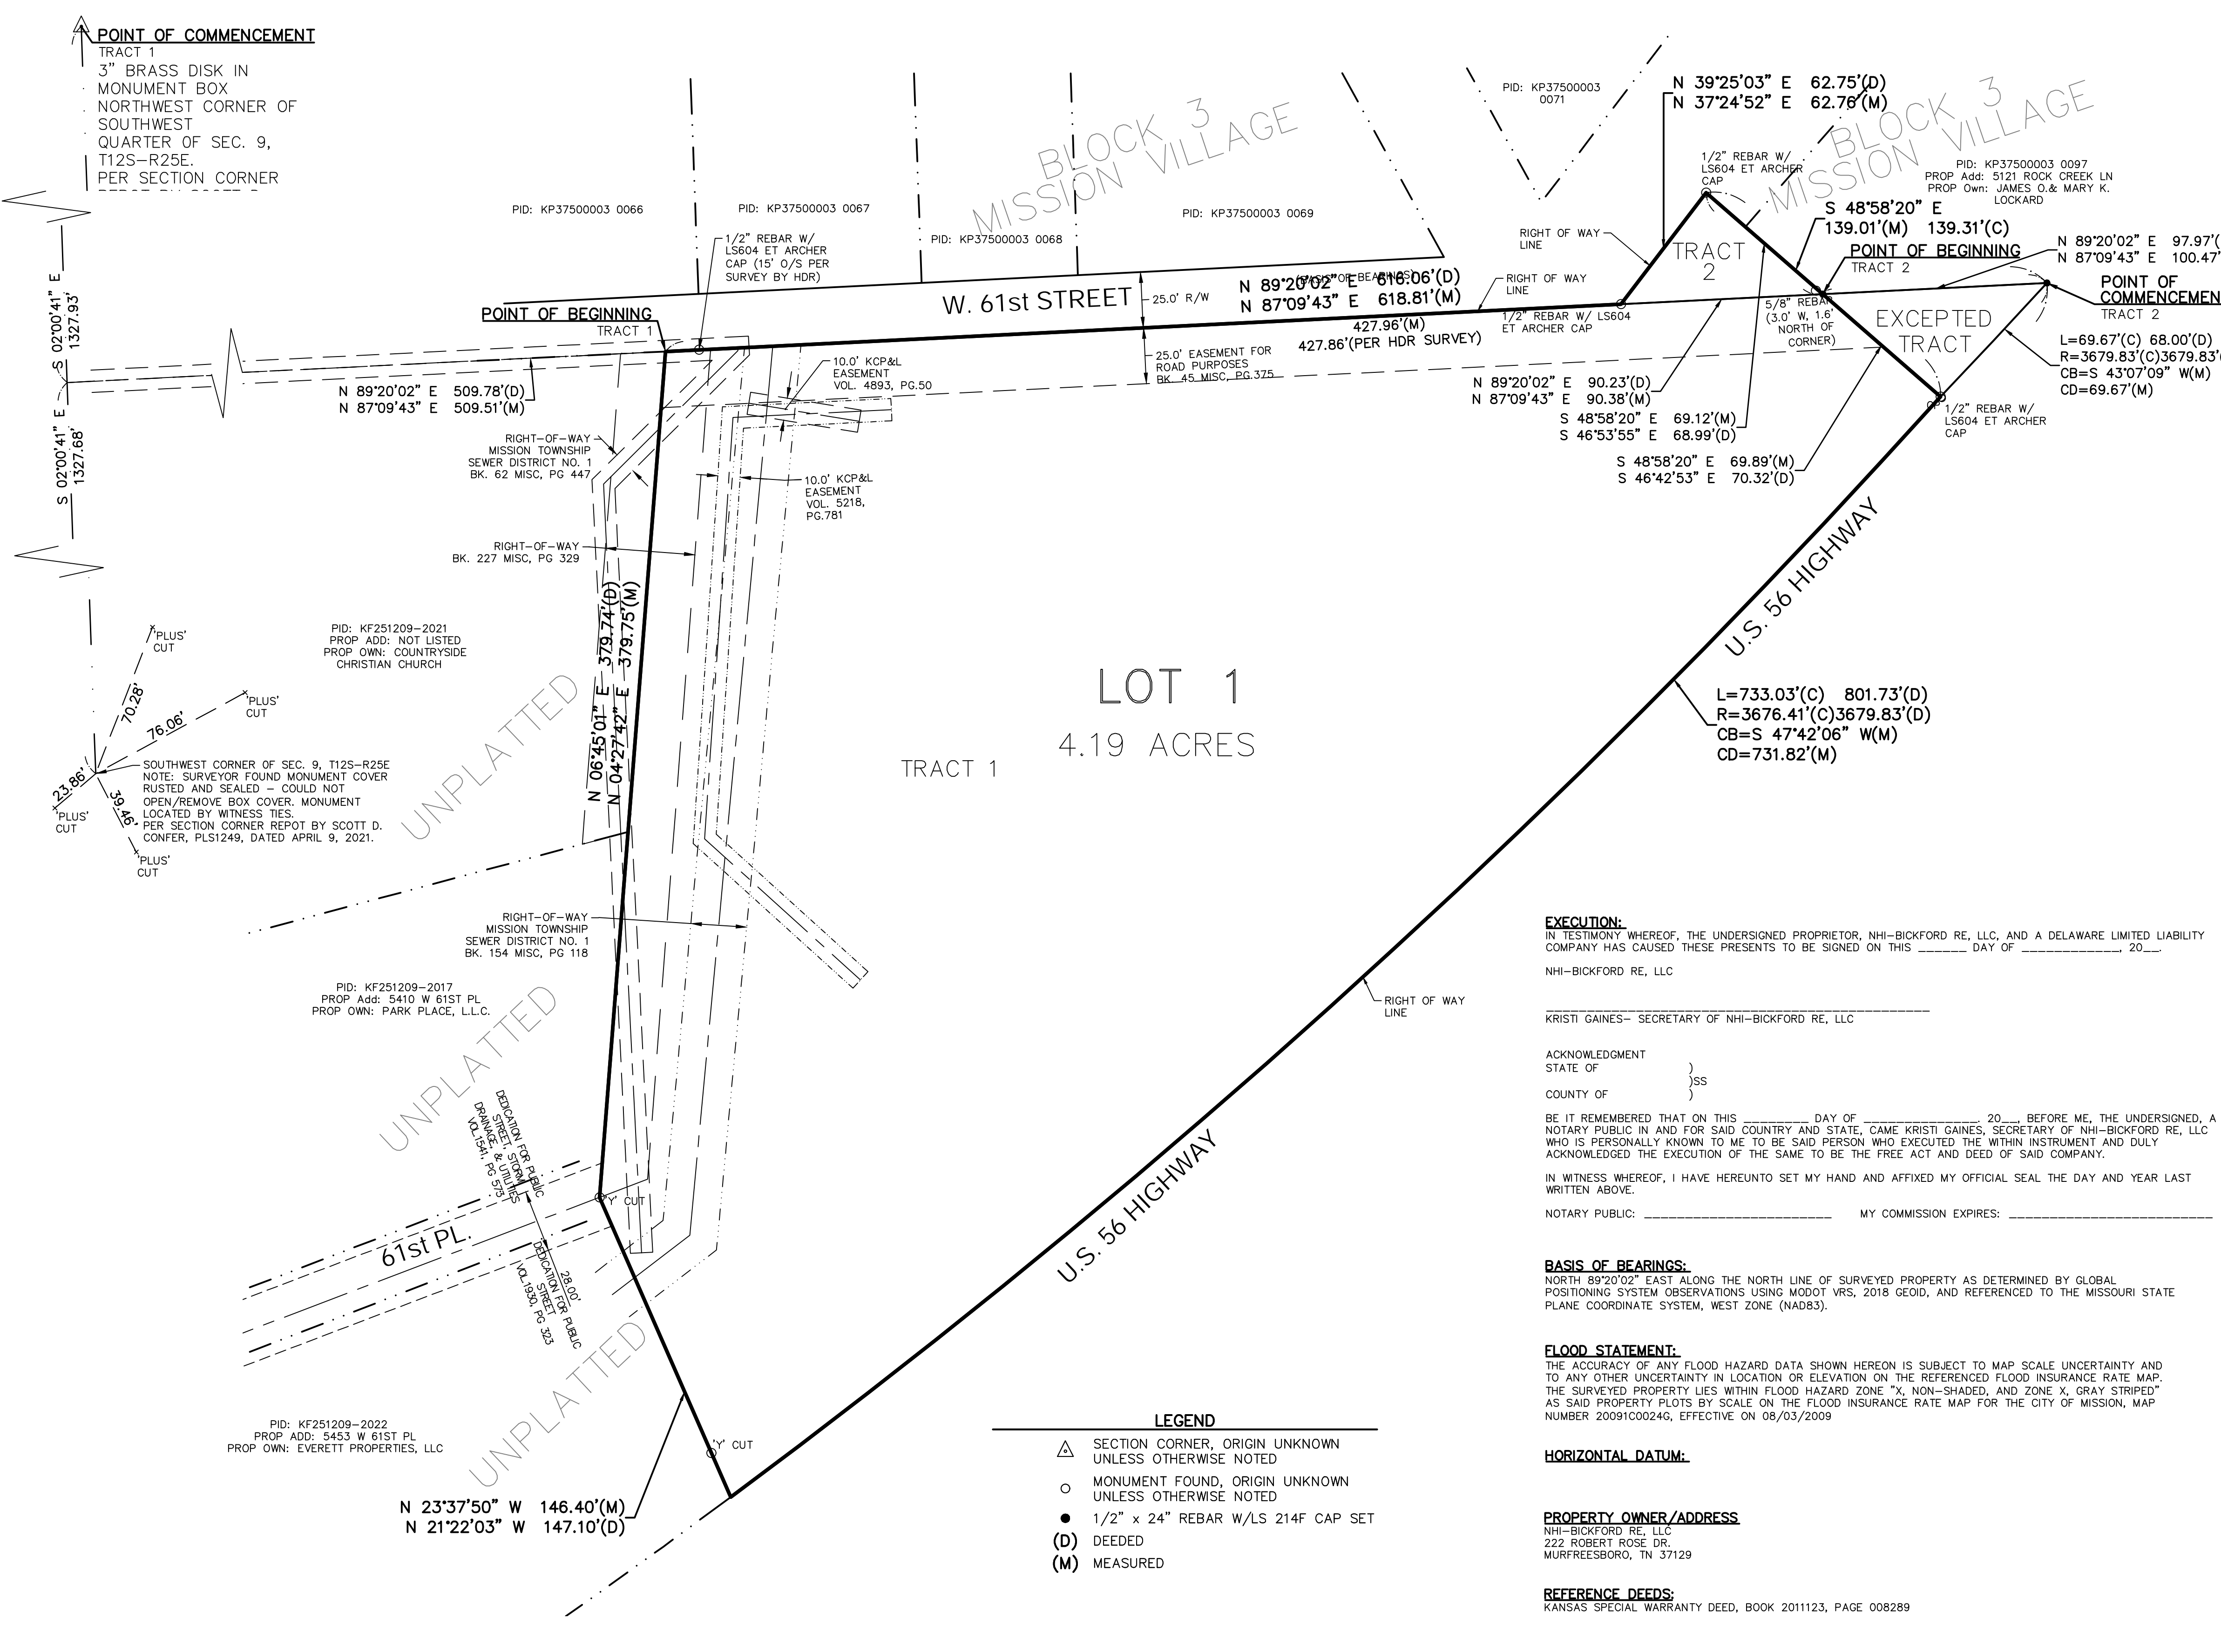 POINT OF COMMENCEMENT
TRACT 1
3" BRASS DISK IN
MONUMENT BOX
NORTHWEST CORNER OF
SOUTHWEST
QUARTER OF SEC. 9,
T12S-R25E.
PER SECTION CORNER
S 02°00'41" E
1327.93'
S 02°00'41" E
1327.68'
PID: KP37500003 0066
PID: KP37500003 0067
PID: KP37500003 0068
PID: KP37500003 0069
PID: KP37500003
0071
BLOCK 3
MISSION VILLAGE
BLOCK 3
MISSION VILLAGE
N 39°25'03" E 62.75'(D)
N 37°24'52" E 62.76'(M)
1/2" REBAR W/
LS604 ET ARCHER
CAP
PID: KP37500003 0097
PROP Add: 5121 ROCK CREEK LN
PROP Own: JAMES O.& MARY K.
LOCKARD
S 48°58'20" E
139.01'(M) 139.31'(C)
POINT OF BEGINNING
TRACT 2
N 89°20'02" E 97.97'(
N 87°09'43" E 100.47'
POINT OF
COMMENCEMEN
TRACT 2
RIGHT OF WAY
LINE
TRACT
2
1/2" REBAR W/
LS604 ET ARCHER
CAP (15' O/S PER
SURVEY BY HDR)
POINT OF BEGINNING
TRACT 1
W. 61st STREET
25.0' R/W
(BASIS OF BEARINGS)
N 89°20'02" E 616.06'(D)
N 87°09'43" E 618.81'(M)
RIGHT OF WAY
LINE
427.96'(M)
427.86'(PER HDR SURVEY)
1/2" REBAR W/ LS604
ET ARCHER CAP
5/8" REBAR
(3.0' W, 1.6'
NORTH OF
CORNER)
EXCEPTED
TRACT
L=69.67'(C) 68.00'(D)
R=3679.83'(C)3679.83'(
CB=S 43°07'09" W(M)
CD=69.67'(M)
N 89°20'02" E 509.78'(D)
N 87°09'43" E 509.51'(M)
10.0' KCP&L
EASEMENT
VOL. 4893, PG.50
25.0' EASEMENT FOR
ROAD PURPOSES
BK. 45 MISC, PG.375
N 89°20'02" E 90.23'(D)
N 87°09'43" E 90.38'(M)
S 48°58'20" E 69.12'(M)
S 46°53'55" E 68.99'(D)
S 48°58'20" E 69.89'(M)
S 46°42'53" E 70.32'(D)
1/2" REBAR W/
LS604 ET ARCHER
CAP
RIGHT-OF-WAY
MISSION TOWNSHIP
SEWER DISTRICT NO. 1
BK. 62 MISC, PG 447
10.0' KCP&L
EASEMENT
VOL. 5218,
PG.781
RIGHT-OF-WAY
BK. 227 MISC, PG 329
U.S. 56 HIGHWAY
N 06°45'01" E 379.74'(D)
N 04°27'42" E 379.75'(M)
PID: KF251209-2021
PROP ADD: NOT LISTED
PROP OWN: COUNTRYSIDE
CHRISTIAN CHURCH
'PLUS'
CUT
'PLUS'
CUT
70.28'
76.06'
23.86'
39.46'
'PLUS'
CUT
'PLUS'
CUT
SOUTHWEST CORNER OF SEC. 9, T12S-R25E
NOTE: SURVEYOR FOUND MONUMENT COVER
RUSTED AND SEALED - COULD NOT
OPEN/REMOVE BOX COVER. MONUMENT
LOCATED BY WITNESS TIES.
PER SECTION CORNER REPOT BY SCOTT D.
CONFER, PLS1249, DATED APRIL 9, 2021.
UNPLATTED
LOT 1
4.19 ACRES
TRACT 1
L=733.03'(C) 801.73'(D)
R=3676.41'(C)3679.83'(D)
CB=S 47°42'06" W(M)
CD=731.82'(M)
RIGHT-OF-WAY
MISSION TOWNSHIP
SEWER DISTRICT NO. 1
BK. 154 MISC, PG 118
PID: KF251209-2017
PROP Add: 5410 W 61ST PL
PROP OWN: PARK PLACE, L.L.C.
UNPLATTED
RIGHT OF WAY
LINE
DEDICATION FOR PUBLIC
STREET, STORM
DRAINAGE, & UTILITIES
VOL.1541, PG 573
'Y' CUT
61st PL.
28.00'
DEDICATION FOR PUBLIC
STREET
VOL.1930, PG 323
U.S. 56 HIGHWAY
UNPLATTED
PID: KF251209-2022
PROP ADD: 5453 W 61ST PL
PROP OWN: EVERETT PROPERTIES, LLC
'Y' CUT
N 23°37'50" W 146.40'(M)
N 21°22'03" W 147.10'(D)
LEGEND
SECTION CORNER, ORIGIN UNKNOWN
UNLESS OTHERWISE NOTED
MONUMENT FOUND, ORIGIN UNKNOWN
UNLESS OTHERWISE NOTED
1/2" x 24" REBAR W/LS 214F CAP SET
(D) DEEDED
(M) MEASURED
EXECUTION:
IN TESTIMONY WHEREOF, THE UNDERSIGNED PROPRIETOR, NHI-BICKFORD RE, LLC, AND A DELAWARE LIMITED LIABILITY
COMPANY HAS CAUSED THESE PRESENTS TO BE SIGNED ON THIS ______ DAY OF ____________, 20__.
NHI-BICKFORD RE, LLC
KRISTI GAINES- SECRETARY OF NHI-BICKFORD RE, LLC
ACKNOWLEDGMENT
STATE OF )
)SS
COUNTY OF )
BE IT REMEMBERED THAT ON THIS ________ DAY OF ______________. 20__, BEFORE ME, THE UNDERSIGNED, A
NOTARY PUBLIC IN AND FOR SAID COUNTRY AND STATE, CAME KRISTI GAINES, SECRETARY OF NHI-BICKFORD RE, LLC
WHO IS PERSONALLY KNOWN TO ME TO BE SAID PERSON WHO EXECUTED THE WITHIN INSTRUMENT AND DULY
ACKNOWLEDGED THE EXECUTION OF THE SAME TO BE THE FREE ACT AND DEED OF SAID COMPANY.
IN WITNESS WHEREOF, I HAVE HEREUNTO SET MY HAND AND AFFIXED MY OFFICIAL SEAL THE DAY AND YEAR LAST
WRITTEN ABOVE.
NOTARY PUBLIC: _______________________ MY COMMISSION EXPIRES: _________________________
BASIS OF BEARINGS:
NORTH 89°20'02" EAST ALONG THE NORTH LINE OF SURVEYED PROPERTY AS DETERMINED BY GLOBAL
POSITIONING SYSTEM OBSERVATIONS USING MODOT VRS, 2018 GEOID, AND REFERENCED TO THE MISSOURI STATE
PLANE COORDINATE SYSTEM, WEST ZONE (NAD83).
FLOOD STATEMENT:
THE ACCURACY OF ANY FLOOD HAZARD DATA SHOWN HEREON IS SUBJECT TO MAP SCALE UNCERTAINTY AND
TO ANY OTHER UNCERTAINTY IN LOCATION OR ELEVATION ON THE REFERENCED FLOOD INSURANCE RATE MAP.
THE SURVEYED PROPERTY LIES WITHIN FLOOD HAZARD ZONE "X, NON-SHADED, AND ZONE X, GRAY STRIPED"
AS SAID PROPERTY PLOTS BY SCALE ON THE FLOOD INSURANCE RATE MAP FOR THE CITY OF MISSION, MAP
NUMBER 20091C0024G, EFFECTIVE ON 08/03/2009
HORIZONTAL DATUM:
PROPERTY OWNER/ADDRESS
NHI-BICKFORD RE, LLC
222 ROBERT ROSE DR.
MURFREESBORO, TN 37129
REFERENCE DEEDS:
KANSAS SPECIAL WARRANTY DEED, BOOK 2011123, PAGE 008289